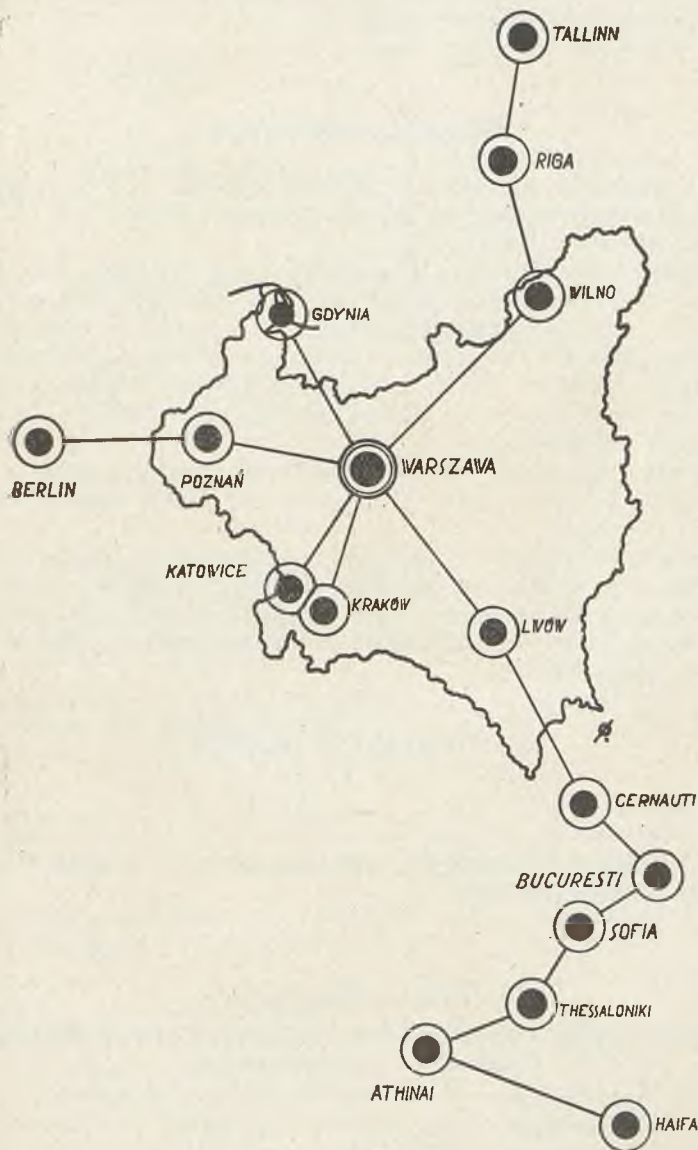 TALLINN
RIGA
WILNO
GDYNIA
WARSZAWA
BERLIN
POZNAŃ
KATOWICE
KRAKÓW
LWÓW
CERNAUTI
BUCURESTI
SOFIA
THESSALONIKI
ATHINAI
HAIFA